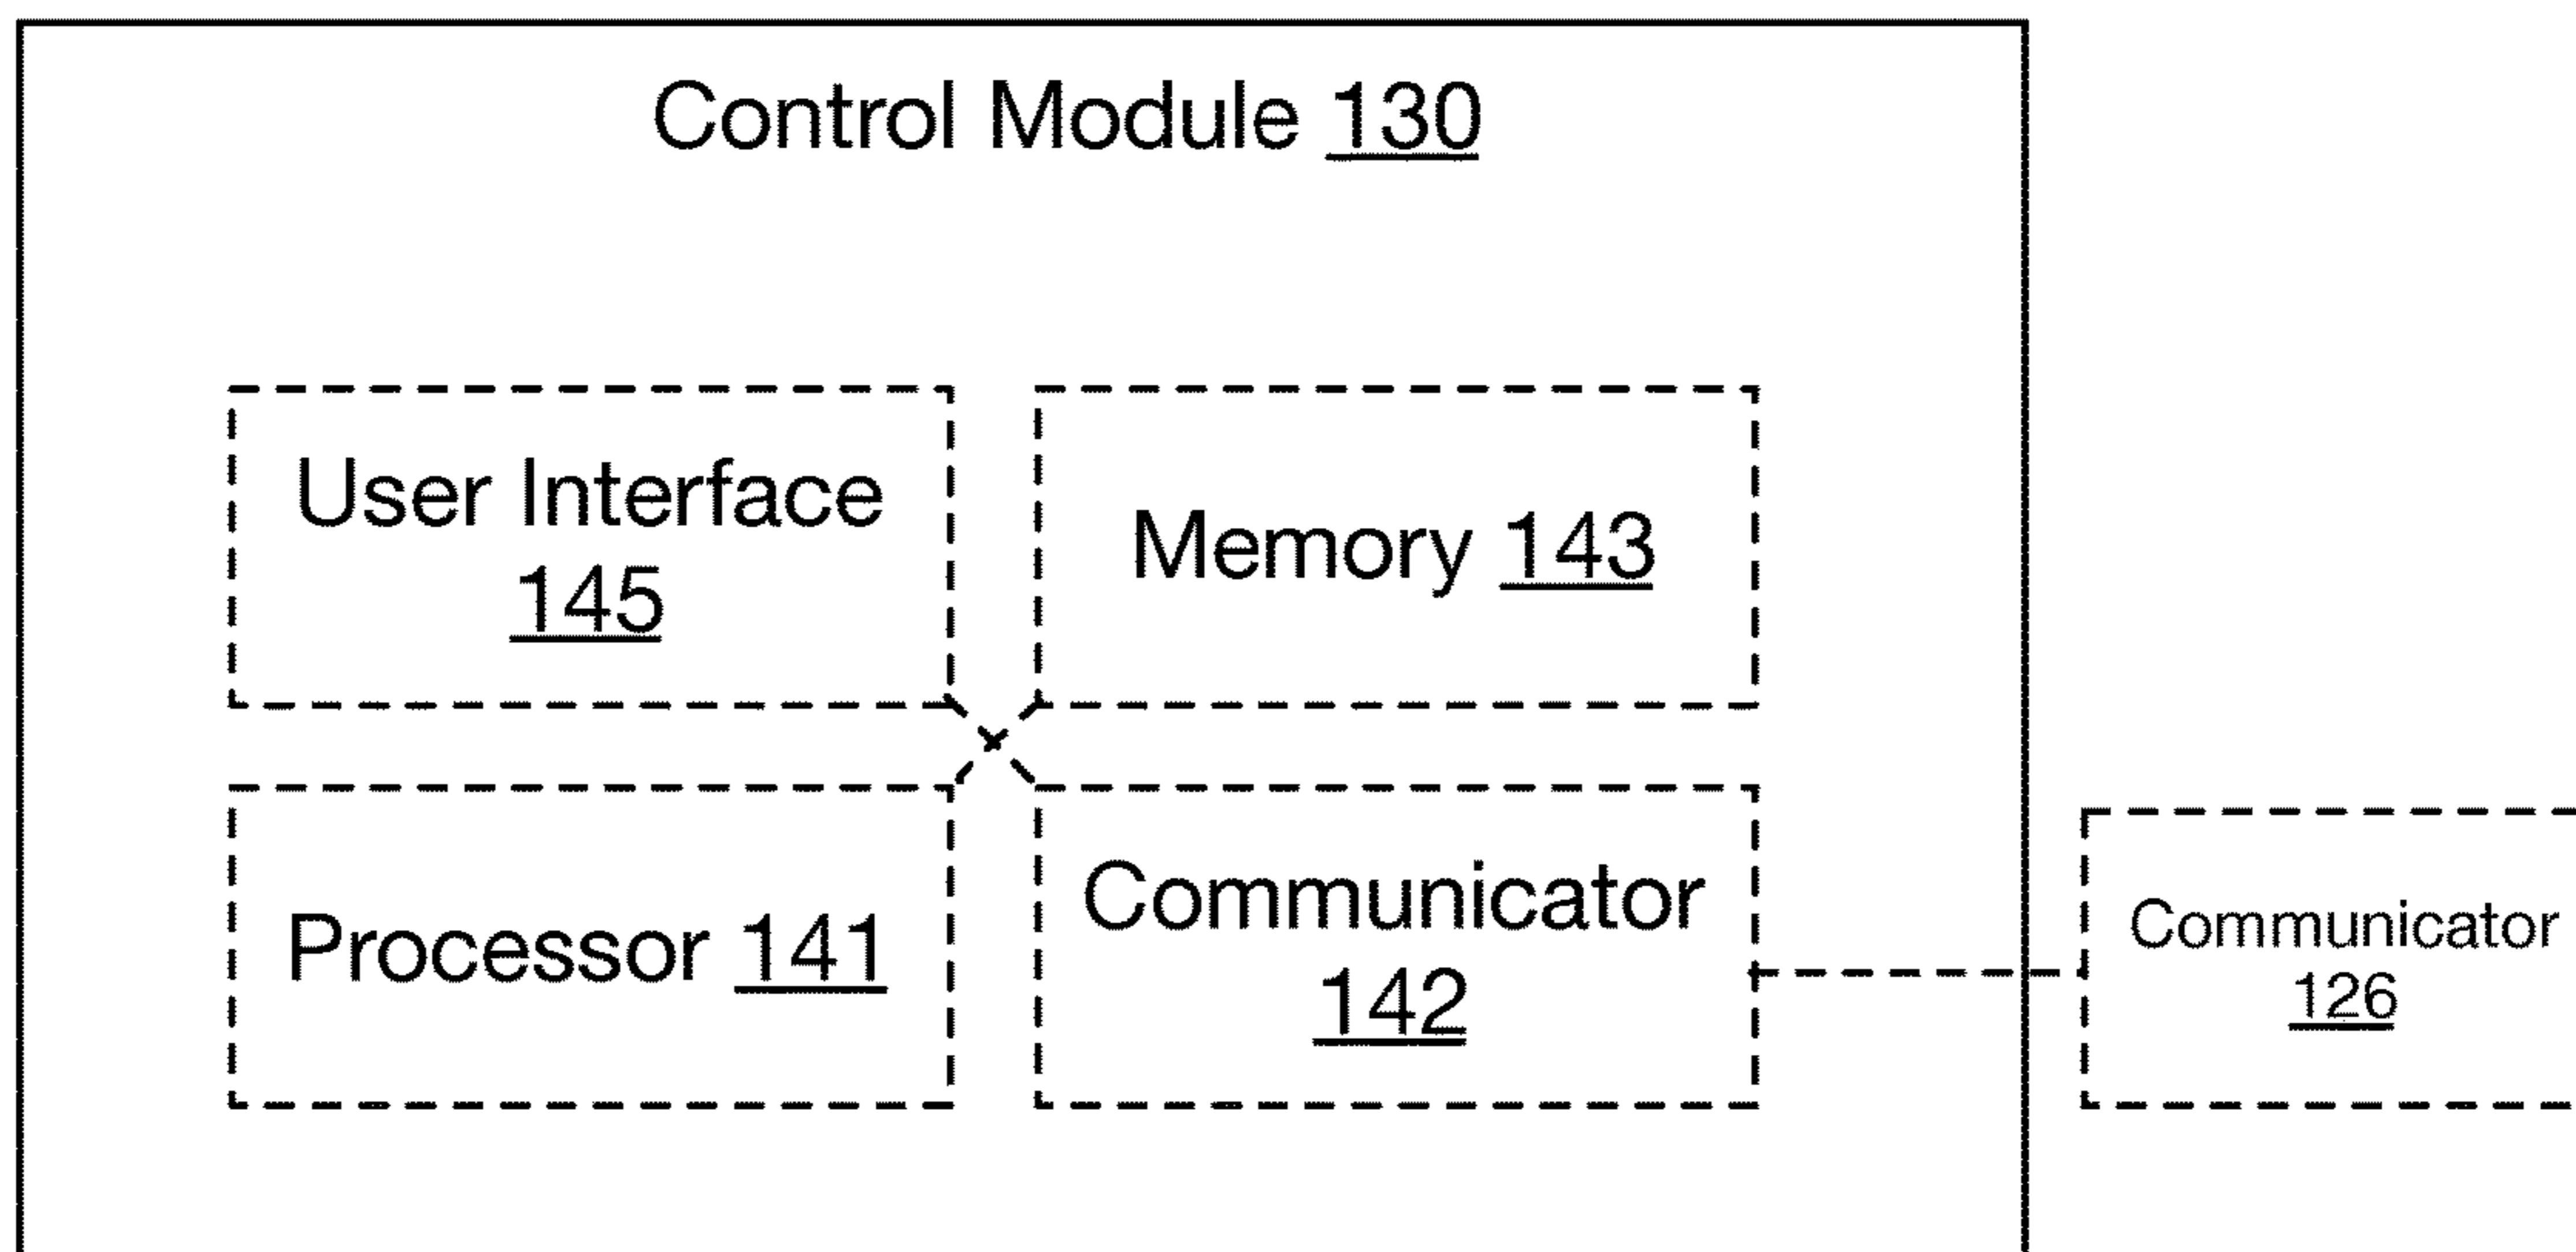 Control Module 130
User Interface
145
Memory 143
Processor 141
Communicator
142
Communicator
126